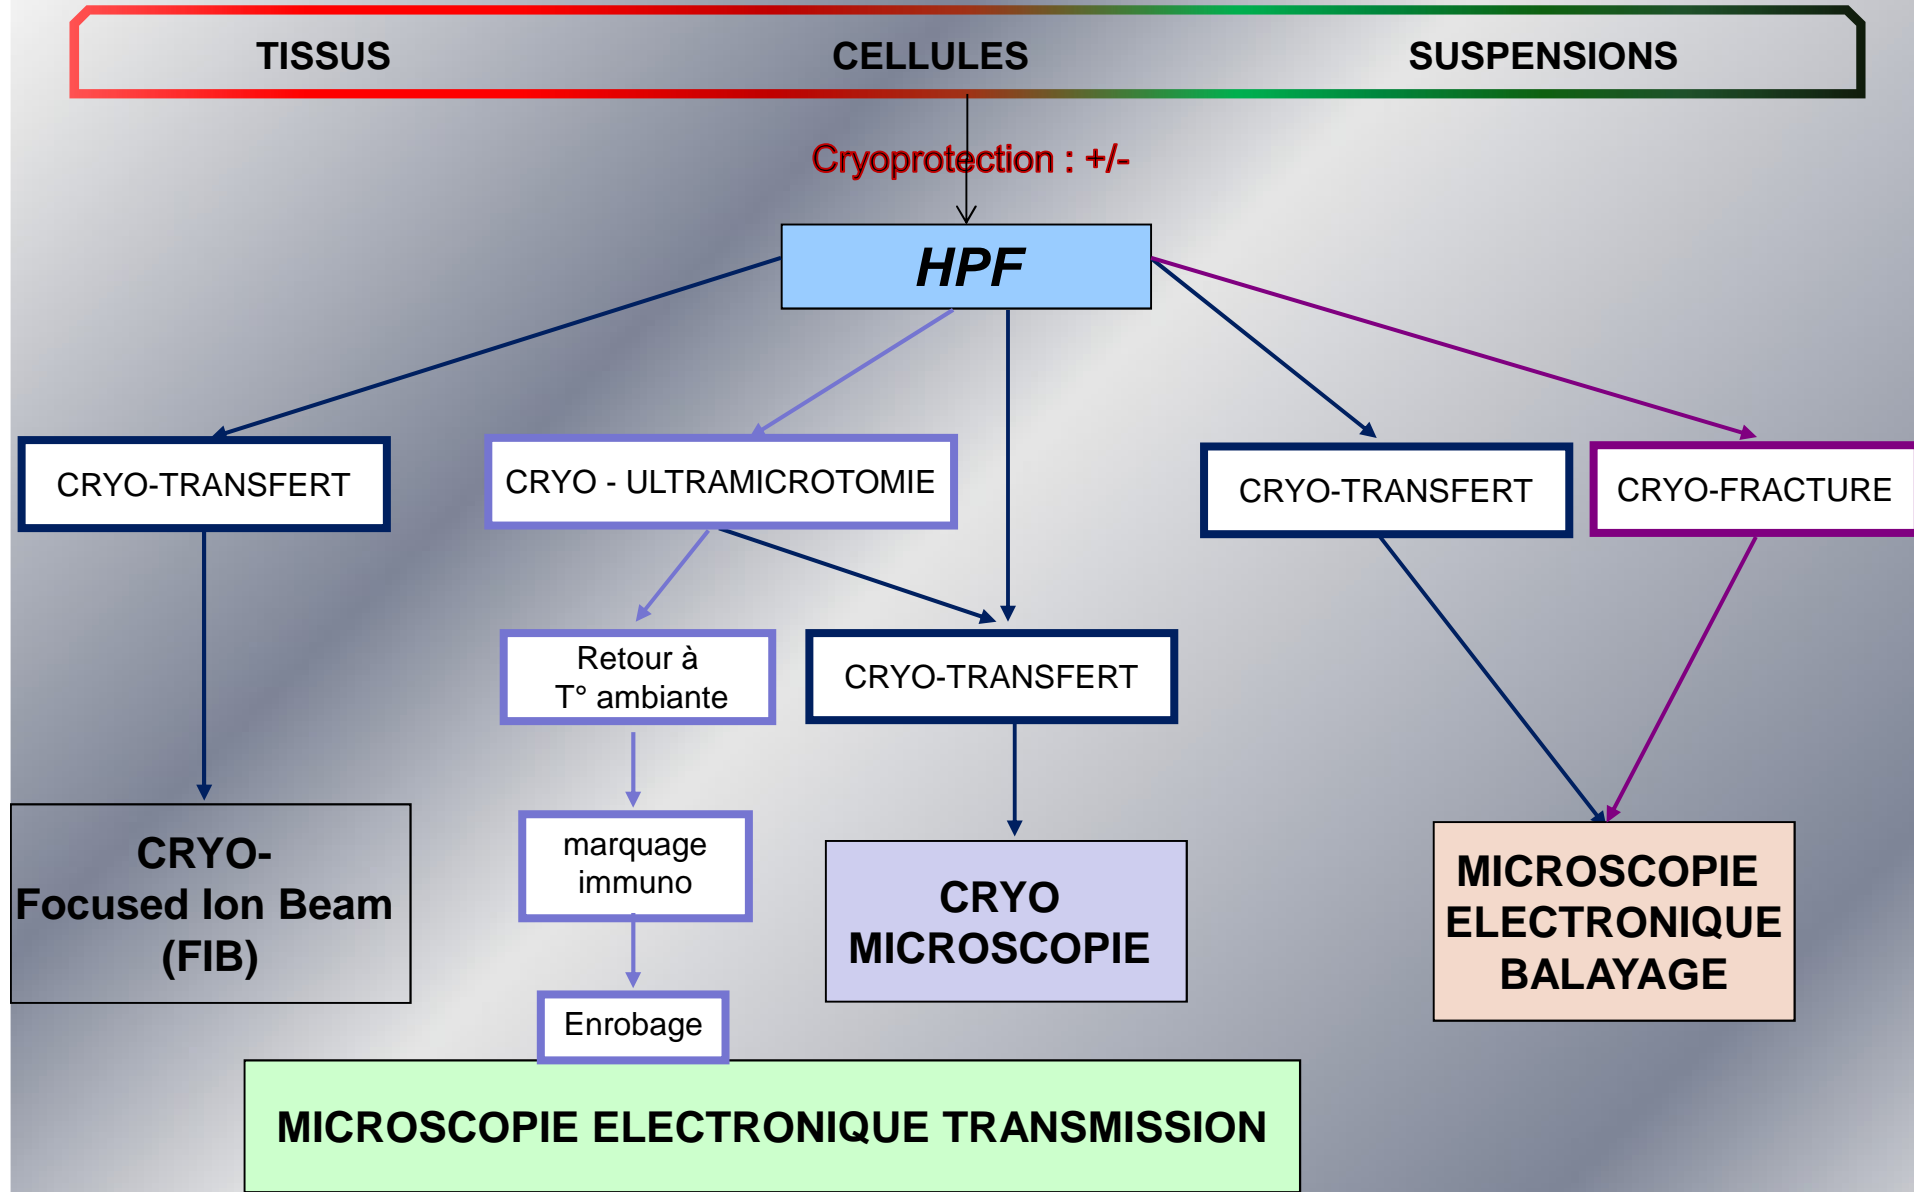 TISSUS
CELLULES
SUSPENSIONS
Cryoprotection : +/-
HPF
CRYO-TRANSFERT
CRYO - ULTRAMICROTOMIE
CRYO-TRANSFERT
CRYO-FRACTURE
Retour à
T° ambiante
CRYO-TRANSFERT
marquage
immuno
CRYO-
Focused Ion Beam
(FIB)
CRYO
MICROSCOPIE
MICROSCOPIE
ELECTRONIQUE
BALAYAGE
Enrobage
MICROSCOPIE ELECTRONIQUE TRANSMISSION